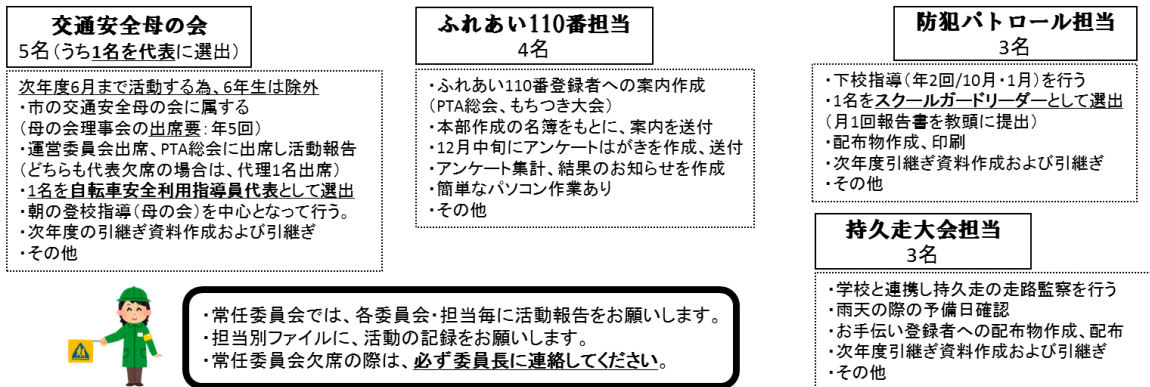 交通安全母の会
5名(うち1名を代表に選出)
次年度6月まで活動する為、6年生は除外
・市の交通安全母の会に属する
(母の会理事会の出席要：年5回)
・運営委員会出席、PTA総会に出席し活動報告
(どちらも代表欠席の場合は、代理1名出席)
・1名を自転車安全利用指導員代表として選出
・朝の登校指導(母の会)を中心となって行う。
・次年度の引継ぎ資料作成および引継ぎ
・その他
ふれあい110番担当
4名
・ふれあい110番登録者への案内作成
(PTA総会、もちつき大会)
・本部作成の名簿をもとに、案内を送付
・12月中旬にアンケートはがきを作成、送付
・アンケート集計、結果のお知らせを作成
・簡単なパソコン作業あり
・その他
防犯パトロール担当
3名
・下校指導(年2回/10月・1月)を行う
・1名をスクールガードリーダーとして選出
(月1回報告書を教頭に提出)
・配布物作成、印刷
・次年度引継ぎ資料作成および引継ぎ
・その他
持久走大会担当
3名
・学校と連携し持久走の走路監察を行う
・雨天の際の予備日確認
・お手伝い登録者への配布物作成、配布
・次年度引継ぎ資料作成および引継ぎ
・その他
・常任委員会では、各委員会・担当毎に活動報告をお願いします。
・担当別ファイルに、活動の記録をお願いします。
・常任委員会欠席の際は、必ず委員長に連絡してください。